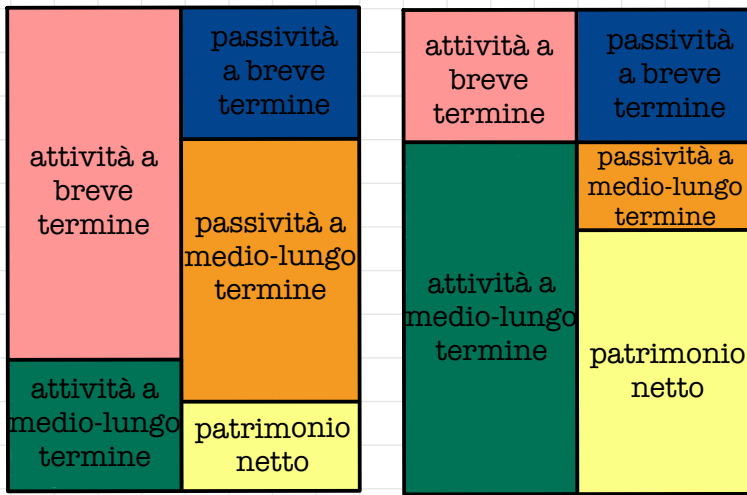 attività a
breve
termine
attività a
medio-lungo
termine
passività
a breve
termine
passività a
medio-lungo
termine
patrimonio
netto
attività a
breve
termine
attività a
medio-lungo
termine
passività
a breve
termine
passività a
medio-lungo
termine
patrimonio
netto